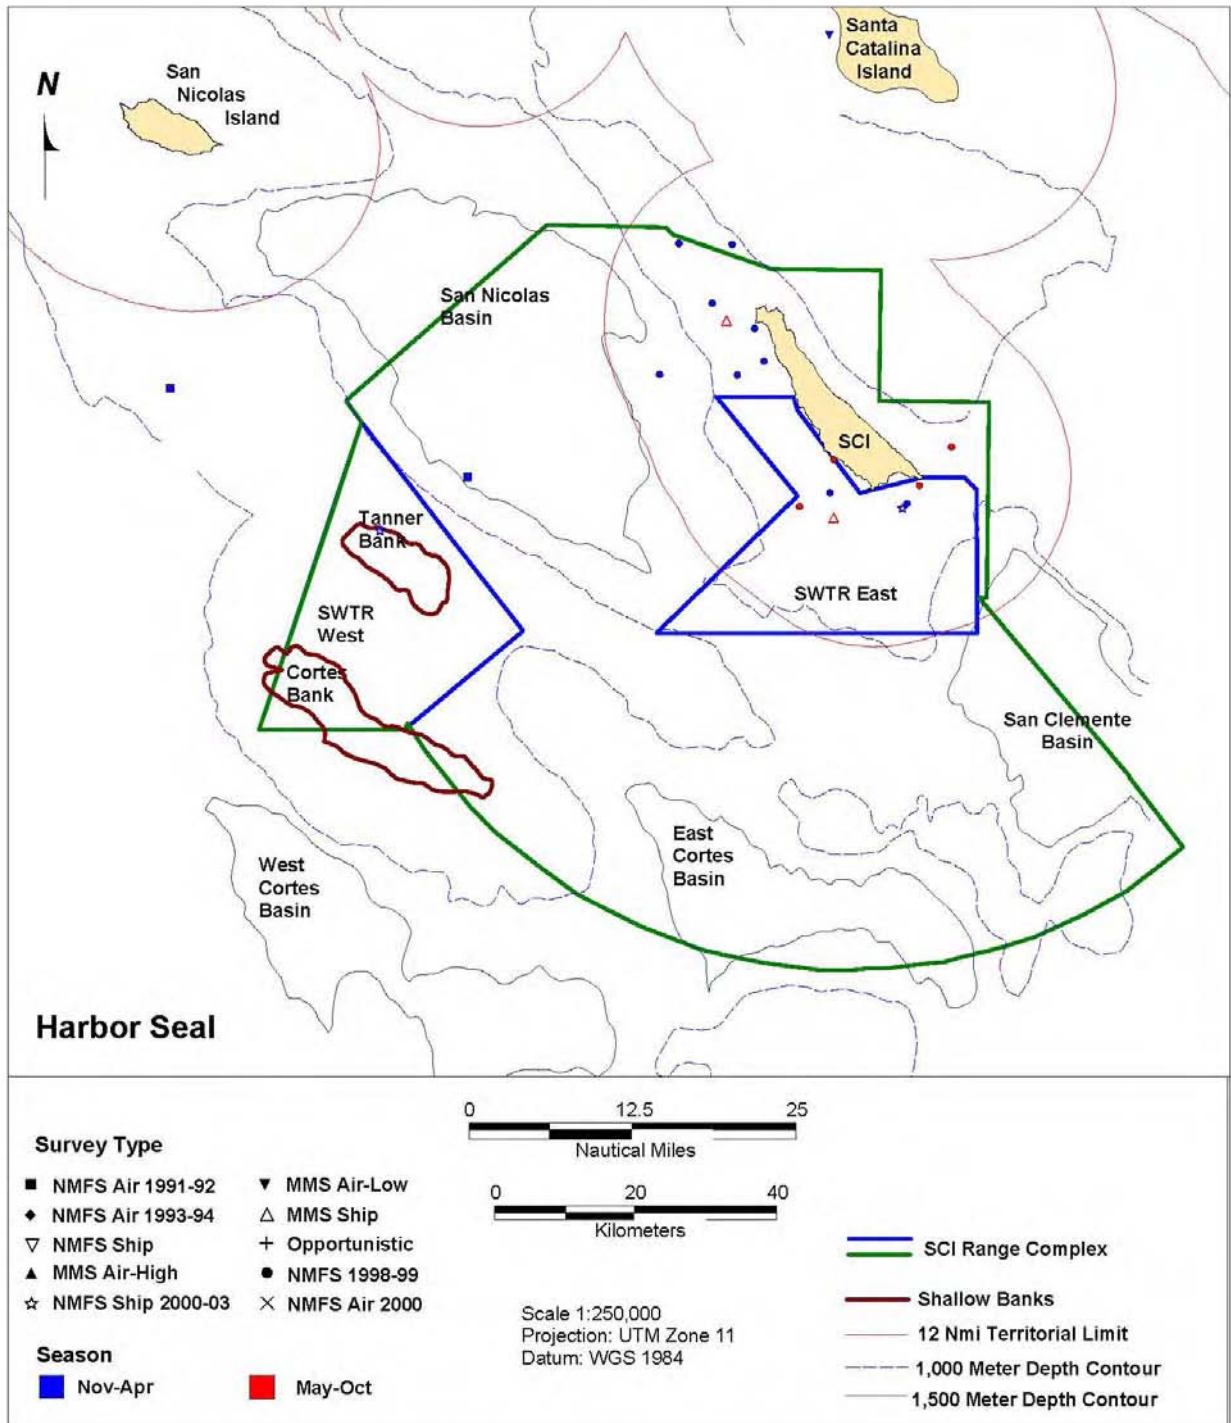 Santa
Catalina
Island
San
Nicolas
Island
N
San Nicolas
Basin
SCI
Tanner
Bank
SWTR East
SWTR
West
Cortes
Bank
San Clemente
Basin
East
Cortes
Basin
West
Cortes
Basin
Harbor Seal
0 12.5 25
Nautical Miles
0 20 40
Kilometers
Scale 1:250,000
Projection: UTM Zone 11
Datum: WGS 1984
Survey Type
NMFS Air 1991-92
NMFS Air 1993-94
NMFS Ship
MMS Air-High
NMFS Ship 2000-03
MMS Air-Low
MMS Ship
Opportunistic
NMFS 1998-99
NMFS Air 2000
Season
Nov-Apr
May-Oct
SCI Range Complex
Shallow Banks
12 Nmi Territorial Limit
1,000 Meter Depth Contour
1,500 Meter Depth Contour